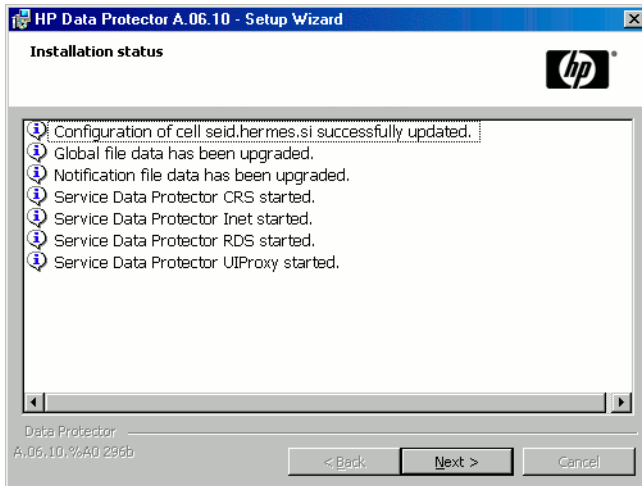 HP Data Protector A.06.10 - Setup Wizard
Installation status
hp
Configuration of cell seid.hermes.si successfully updated.
Global file data has been upgraded.
Notification file data has been upgraded.
Service Data Protector CRS started.
Service Data Protector Inet started.
Service Data Protector RDS started.
Service Data Protector UIProxy started.
Data Protector
A.06.10.%A0 296b
< Back
Next >
Cancel